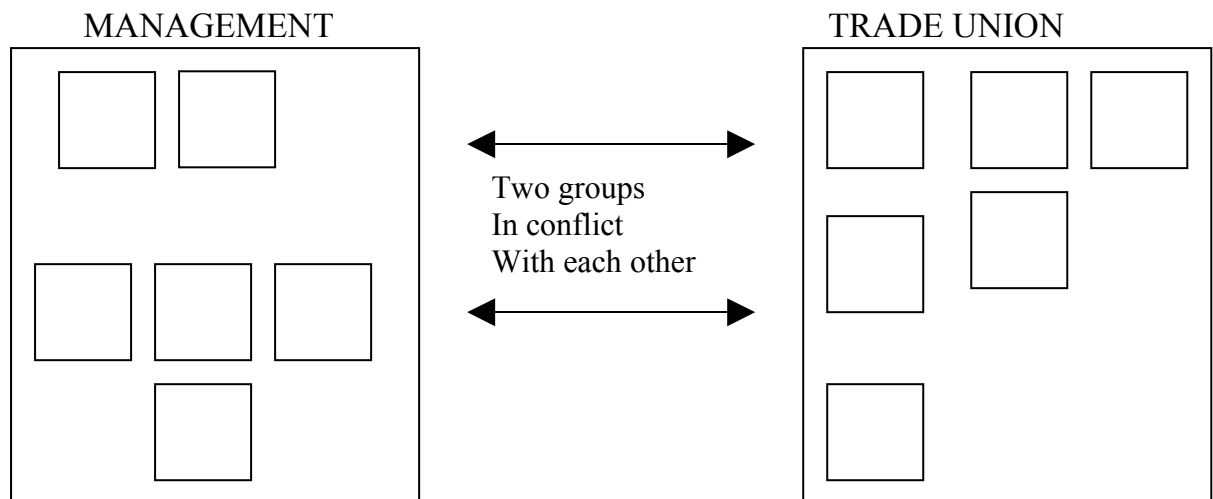 MANAGEMENT
TRADE UNION
Two groups
In conflict
With each other